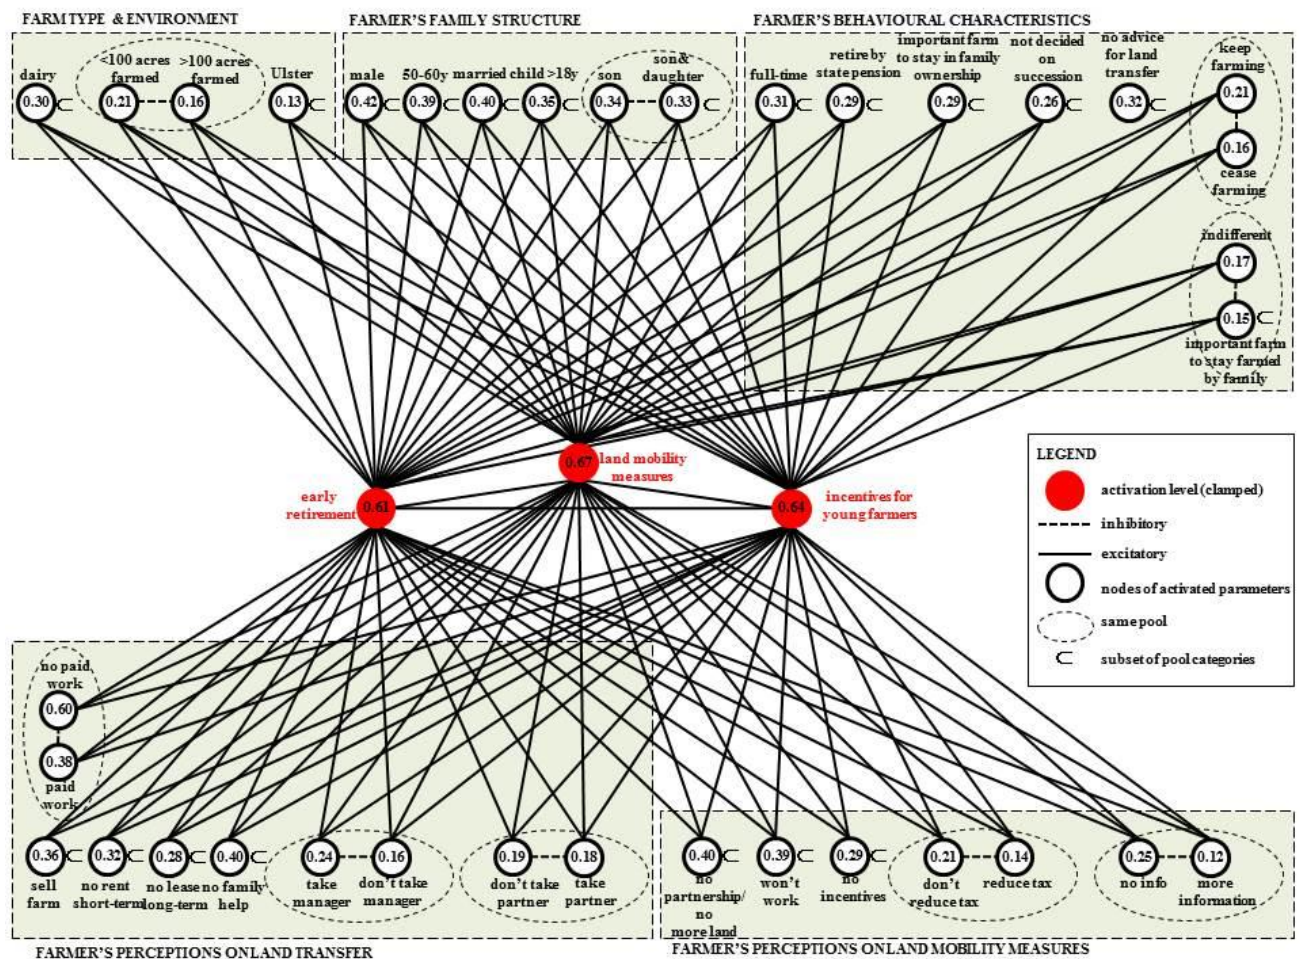 FARM TYPE & ENVIRONMENT
FARMER'S FAMILY STRUCTURE
FARMER'S BEHAVIOURAL CHARACTERISTICS
dairy
0.30
<100 acres
farmed
0.21
>100 acres
farmed
0.16
Ulster
0.13
male
0.42
50-60y
0.39
married
0.40
child >18y
0.35
son
0.34
son&
daughter
0.33
full-time
0.31
retire by
state pension
0.29
important farm
to stay in family
ownership
0.29
not decided
on
succession
0.26
no advice
for land
transfer
0.32
keep
farming
0.21
0.16
cease
farming
indifferent
0.17
0.15
important farm
to stay farmed
by family
early
retirement
0.61
0.67
land mobility
measures
0.64
incentives for
young farmers
LEGEND
activation level (clamped)
inhibitory
excitatory
nodes of activated parameters
same pool
subset of pool categories
no paid
work
0.60
0.38
paid
work
0.36
sell
farm
0.32
no rent
short-term
0.28
no lease
long-term
0.40
no family
help
0.24
take
manager
0.16
don't take
manager
0.19
don't take
partner
0.18
take
partner
0.40
no
partnership/
no
more land
0.39
won't
work
0.29
no
incentives
0.21
don't
reduce tax
0.14
reduce tax
0.25
no info
0.12
more
information
FARMER'S PERCEPTIONS ON LAND TRANSFER
FARMER'S PERCEPTIONS ON LAND MOBILITY MEASURES